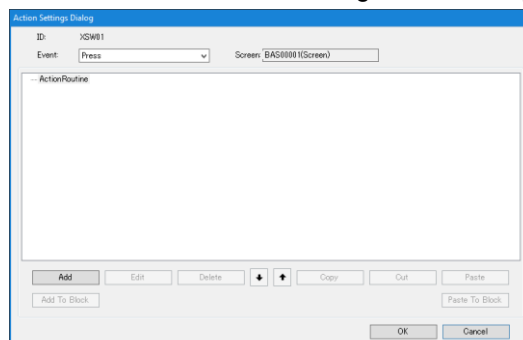 Action Settings Dialog
ID: XSW01
Event: Press Screen: BAS00001(Screen)
ActionRoutine
Add Edit Delete Copy Cut Paste
Add To Block Paste To Block
OK Cancel